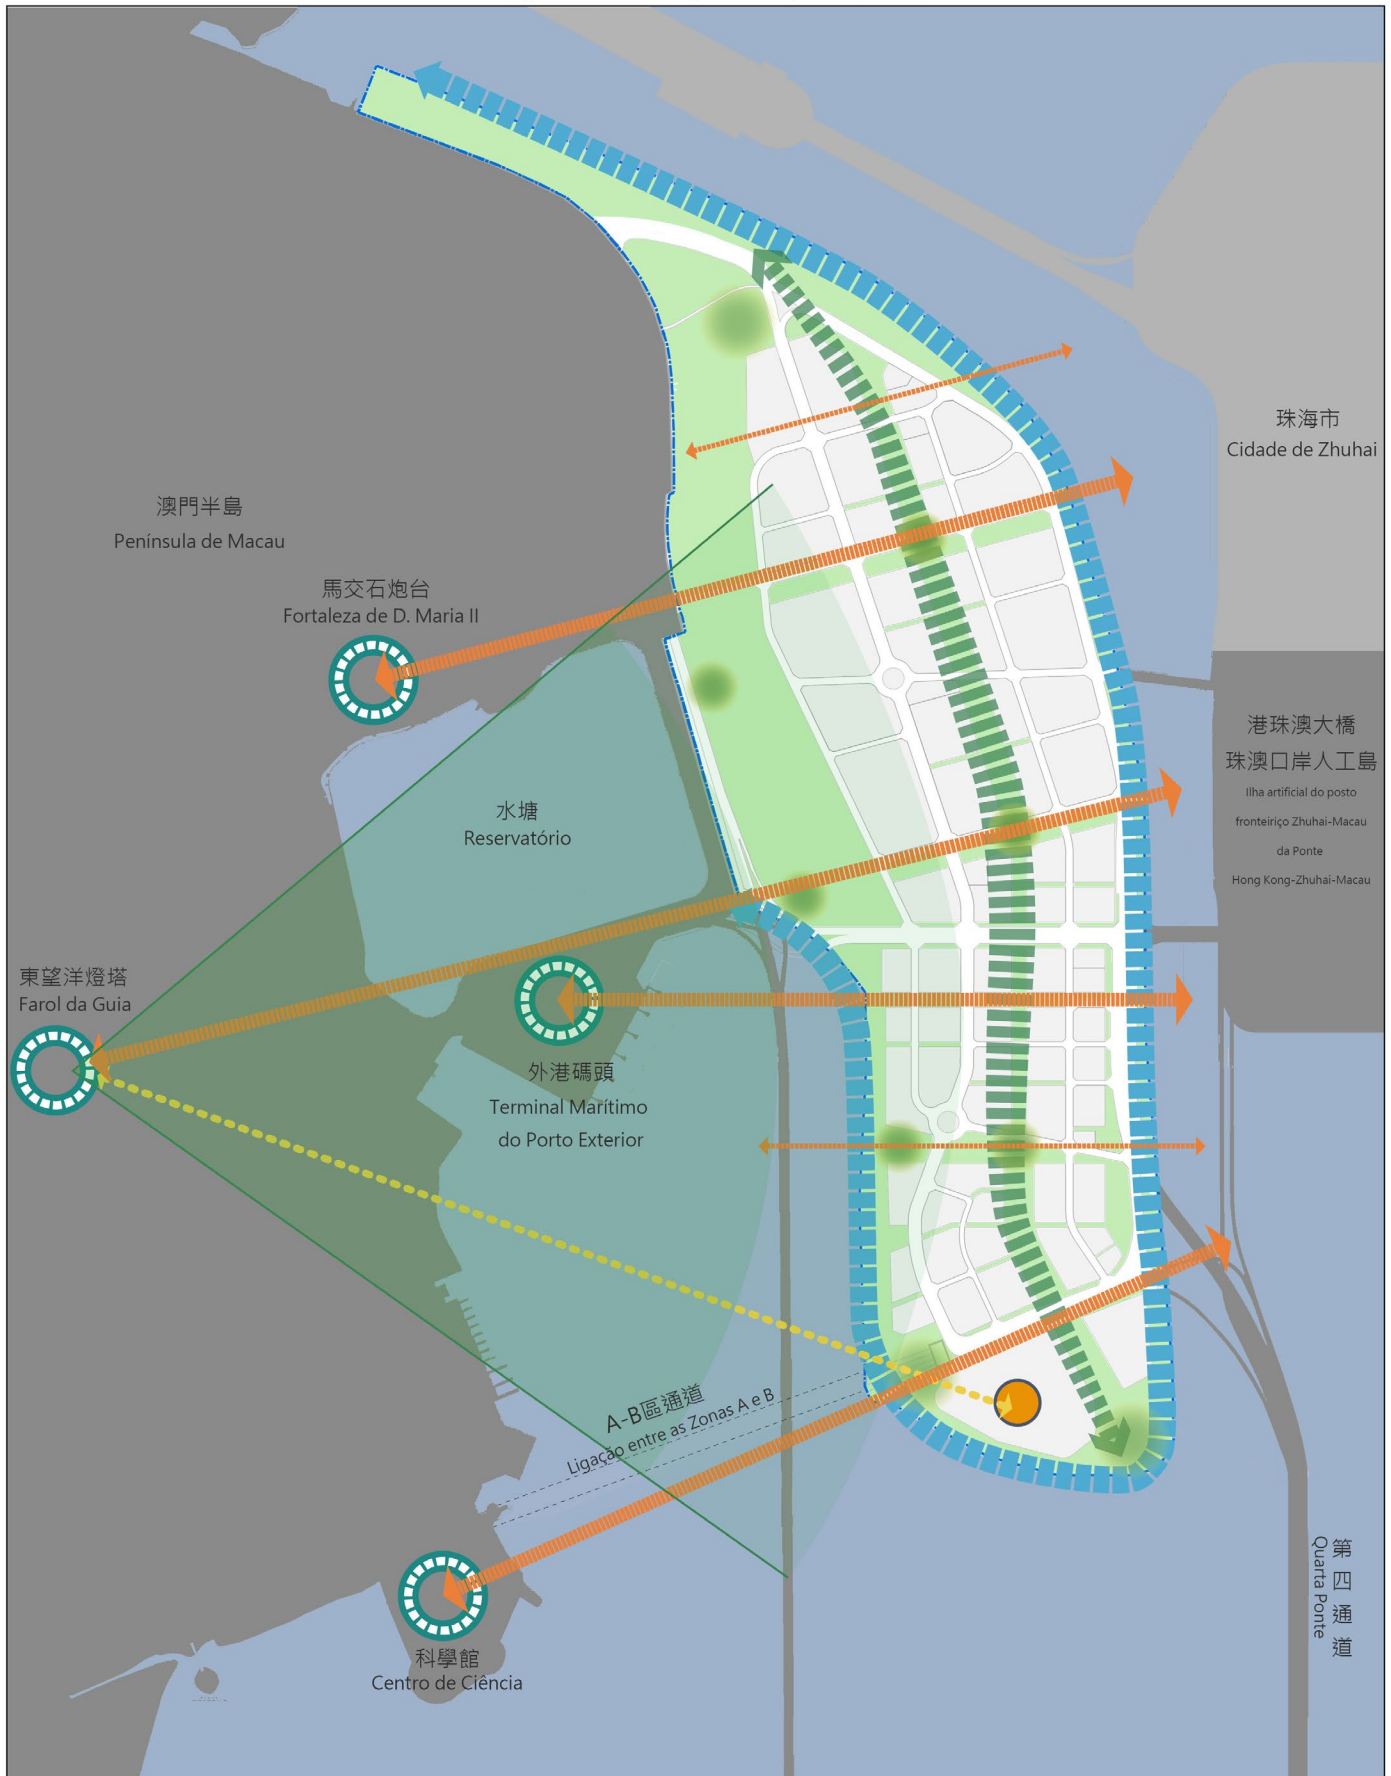 珠海市
Cidade de Zhuhai
澳門半島
Península de Macau
馬交石炮台
Fortaleza de D. Maria II
港珠澳大橋
珠澳口岸人工島
Ilha artificial do posto
fronteiriço Zhuhai-Macau
da Ponte
Hong Kong-Zhuhai-Macau
水塘
Reservatório
東望洋燈塔
Farol da Guia
外港碼頭
Terminal Marítimo
do Porto Exterior
A-B區通道
Ligação entre as Zonas A e B
第四通道
Quarta Ponte
科學館
Centro de Ciência